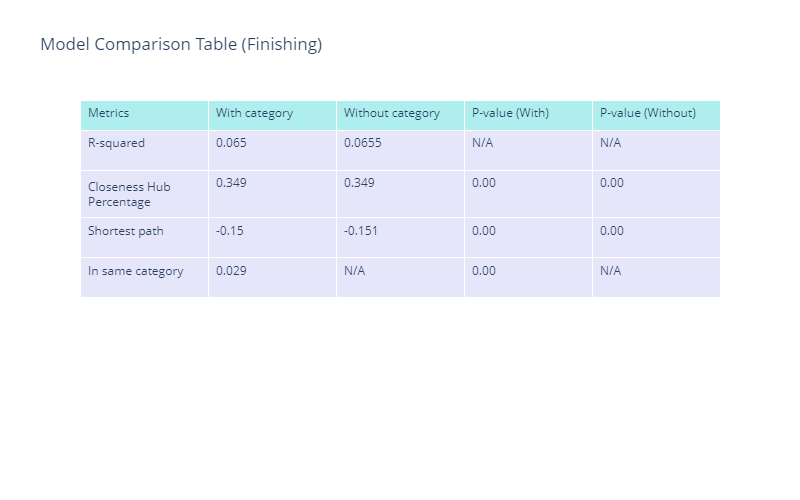 Model Comparison Table (Finishing)
Metrics With category Without category P-value (With) P-value (Without)
R-squared 0.065 0.0655 N/A N/A
Closeness Hub Percentage 0.349 0.349 0.00 0.00
Shortest path -0.15 -0.151 0.00 0.00
In same category 0.029 N/A 0.00 N/A